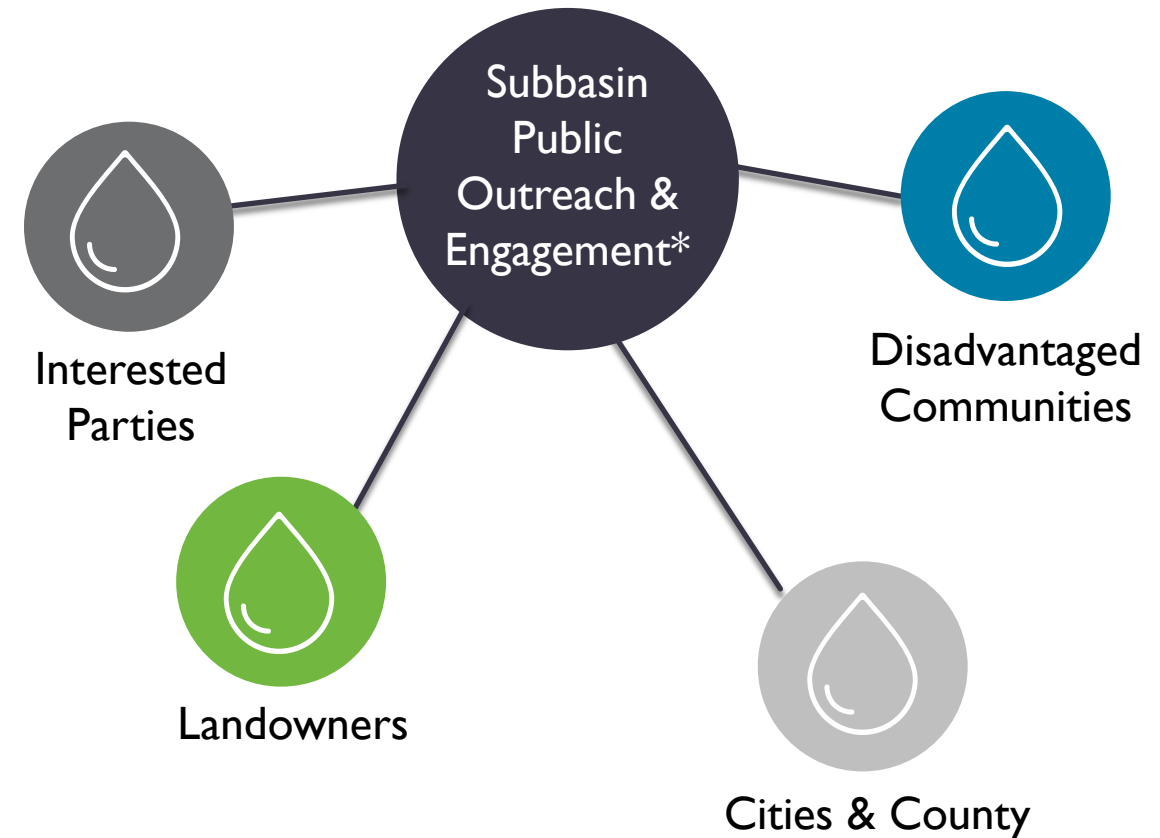 Subbasin
Public
Outreach &
Engagement*
Interested
Parties
Disadvantaged
Communities
Landowners
Cities & County